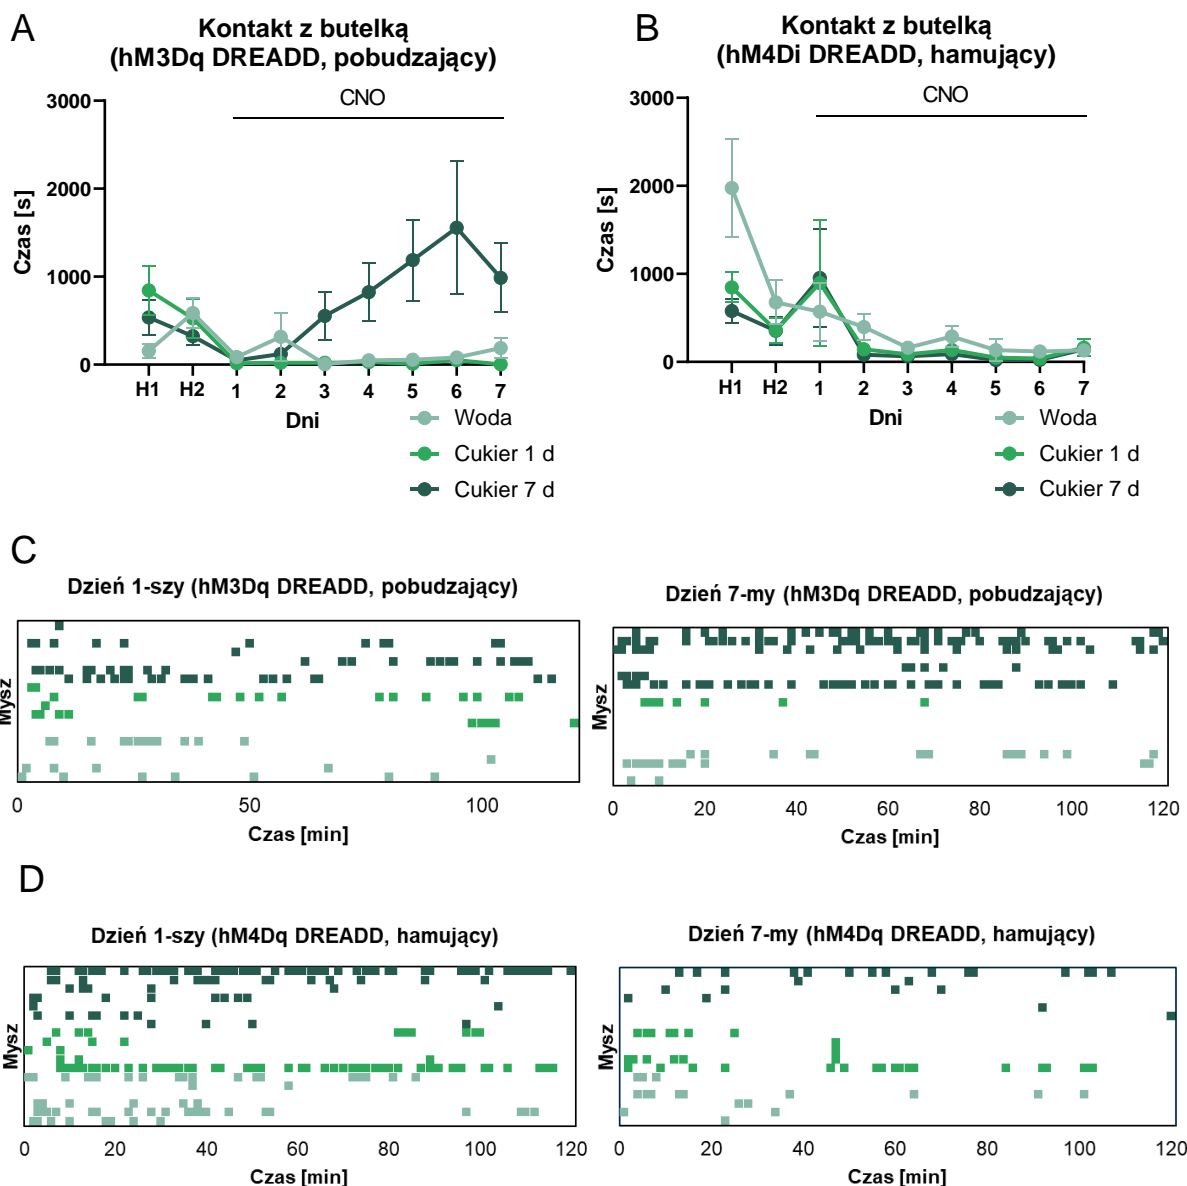 A
Kontakt z butelką
(hM3Dq DREADD, pobudzający)
CNO
3000
2000
1000
0
Czas [s]
H1 H2 1 2 3 4 5 6 7
Dni
Woda
Cukier 1 d
Cukier 7 d
B
Kontakt z butelką
(hM4Di DREADD, hamujący)
CNO
3000
2000
1000
0
Czas [s]
H1 H2 1 2 3 4 5 6 7
Dni
Woda
Cukier 1 d
Cukier 7 d
C
Dzień 1-szy (hM3Dq DREADD, pobudzający)
Mysz
0 50 100
Czas [min]
Dzień 7-my (hM3Dq DREADD, pobudzający)
Mysz
0 20 40 60 80 100 120
Czas [min]
D
Dzień 1-szy (hM4Dq DREADD, hamujący)
Mysz
0 20 40 60 80 100 120
Czas [min]
Dzień 7-my (hM4Dq DREADD, hamujący)
Mysz
0 20 40 60 80 100 120
Czas [min]